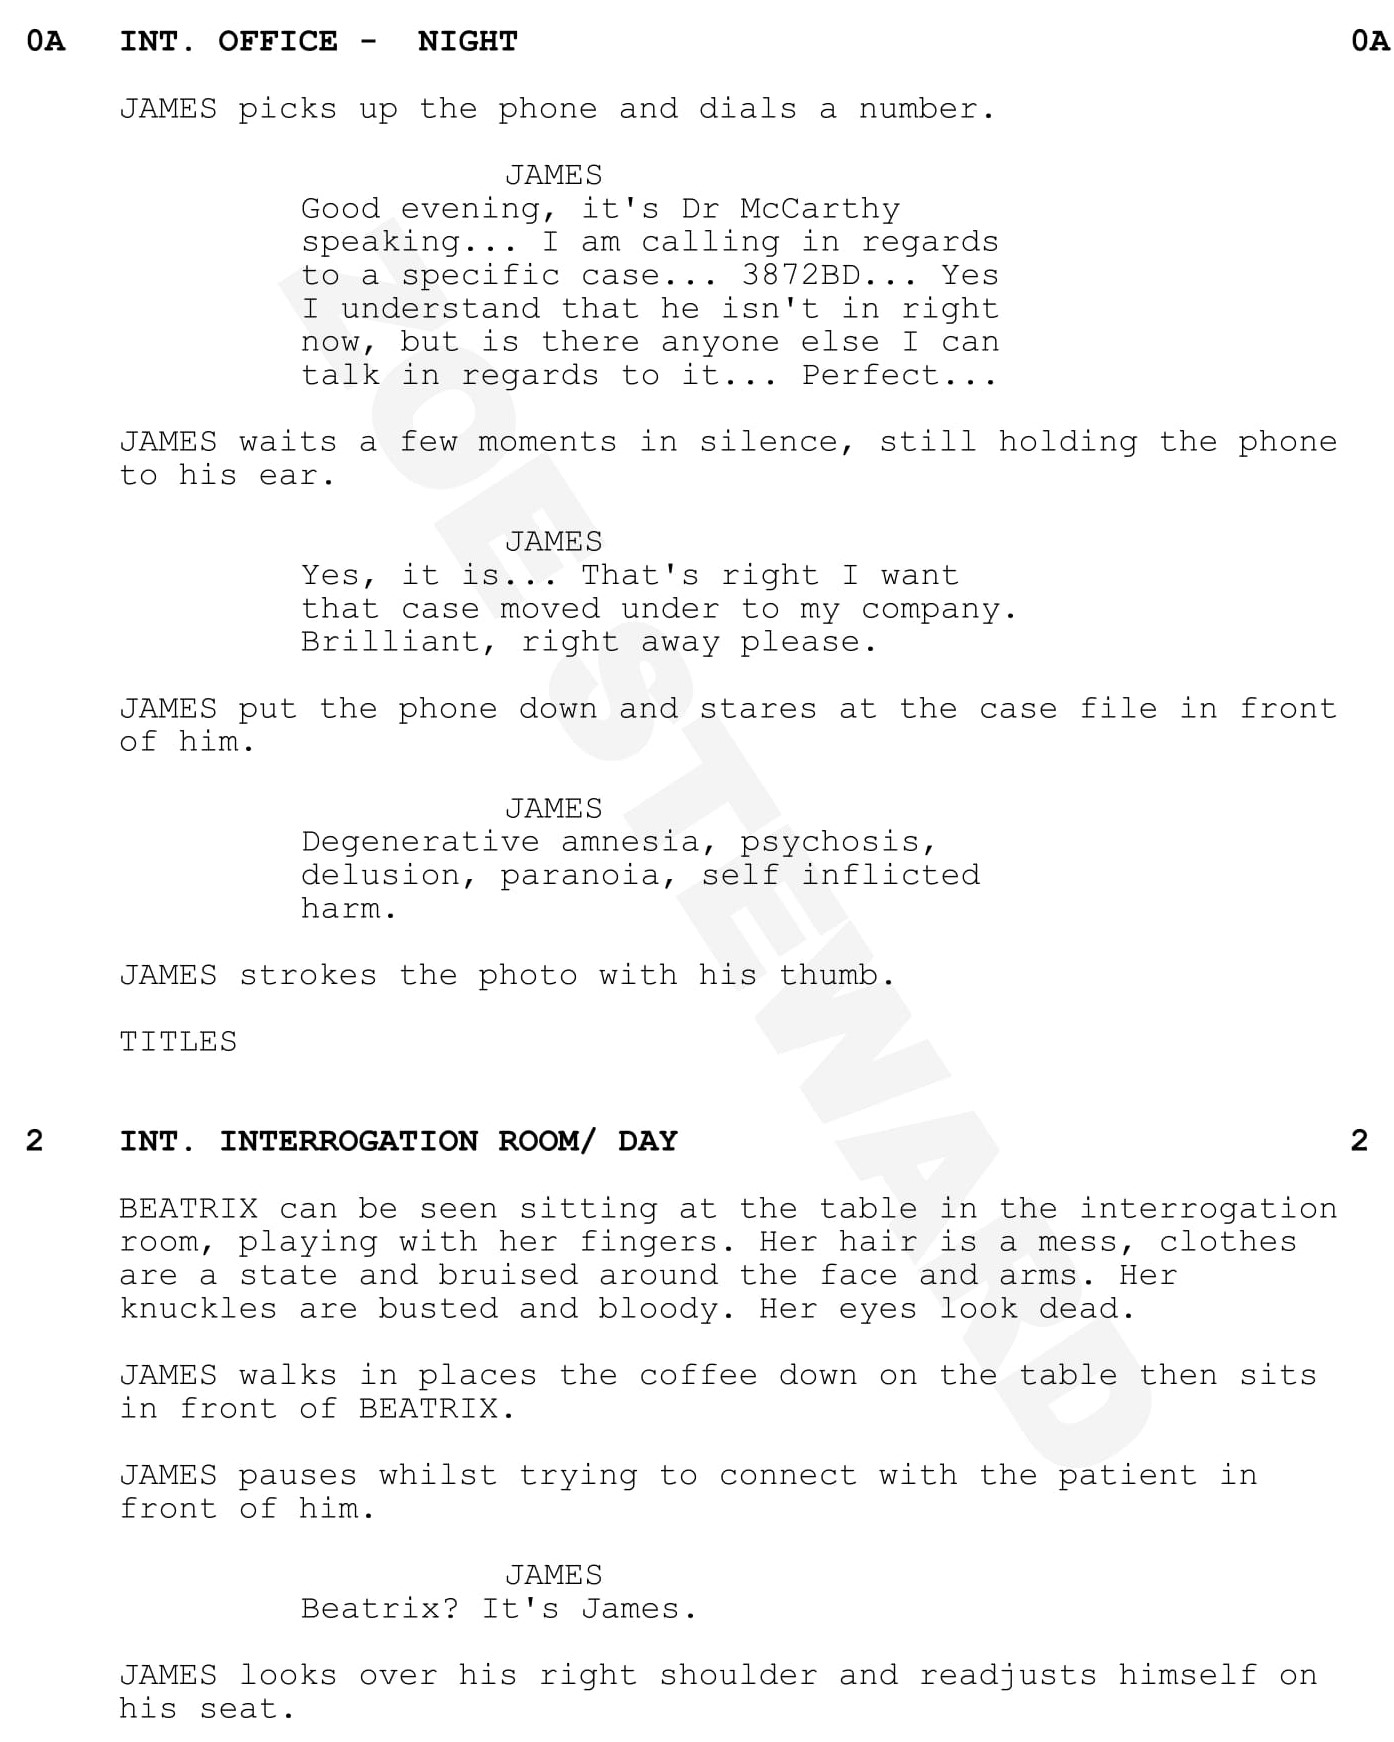 0A INT. OFFICE - NIGHT 0A
JAMES picks up the phone and dials a number.
JAMES
Good evening, it's Dr McCarthy
speaking... I am calling in regards
to a specific case... 3872BD... Yes
I understand that he isn't in right
now, but is there anyone else I can
talk in regards to it... Perfect...
JAMES waits a few moments in silence, still holding the phone
to his ear.
JAMES
Yes, it is... That's right I want
that case moved under to my company.
Brilliant, right away please.
JAMES put the phone down and stares at the case file in front
of him.
JAMES
Degenerative amnesia, psychosis,
delusion, paranoia, self inflicted
harm.
JAMES strokes the photo with his thumb.
TITLES
2 INT. INTERROGATION ROOM/ DAY 2
BEATRIX can be seen sitting at the table in the interrogation
room, playing with her fingers. Her hair is a mess, clothes
are a state and bruised around the face and arms. Her
knuckles are busted and bloody. Her eyes look dead.
JAMES walks in places the coffee down on the table then sits
in front of BEATRIX.
JAMES pauses whilst trying to connect with the patient in
front of him.
JAMES
Beatrix? It's James.
JAMES looks over his right shoulder and readjusts himself on
his seat.
ZOE STEWARD